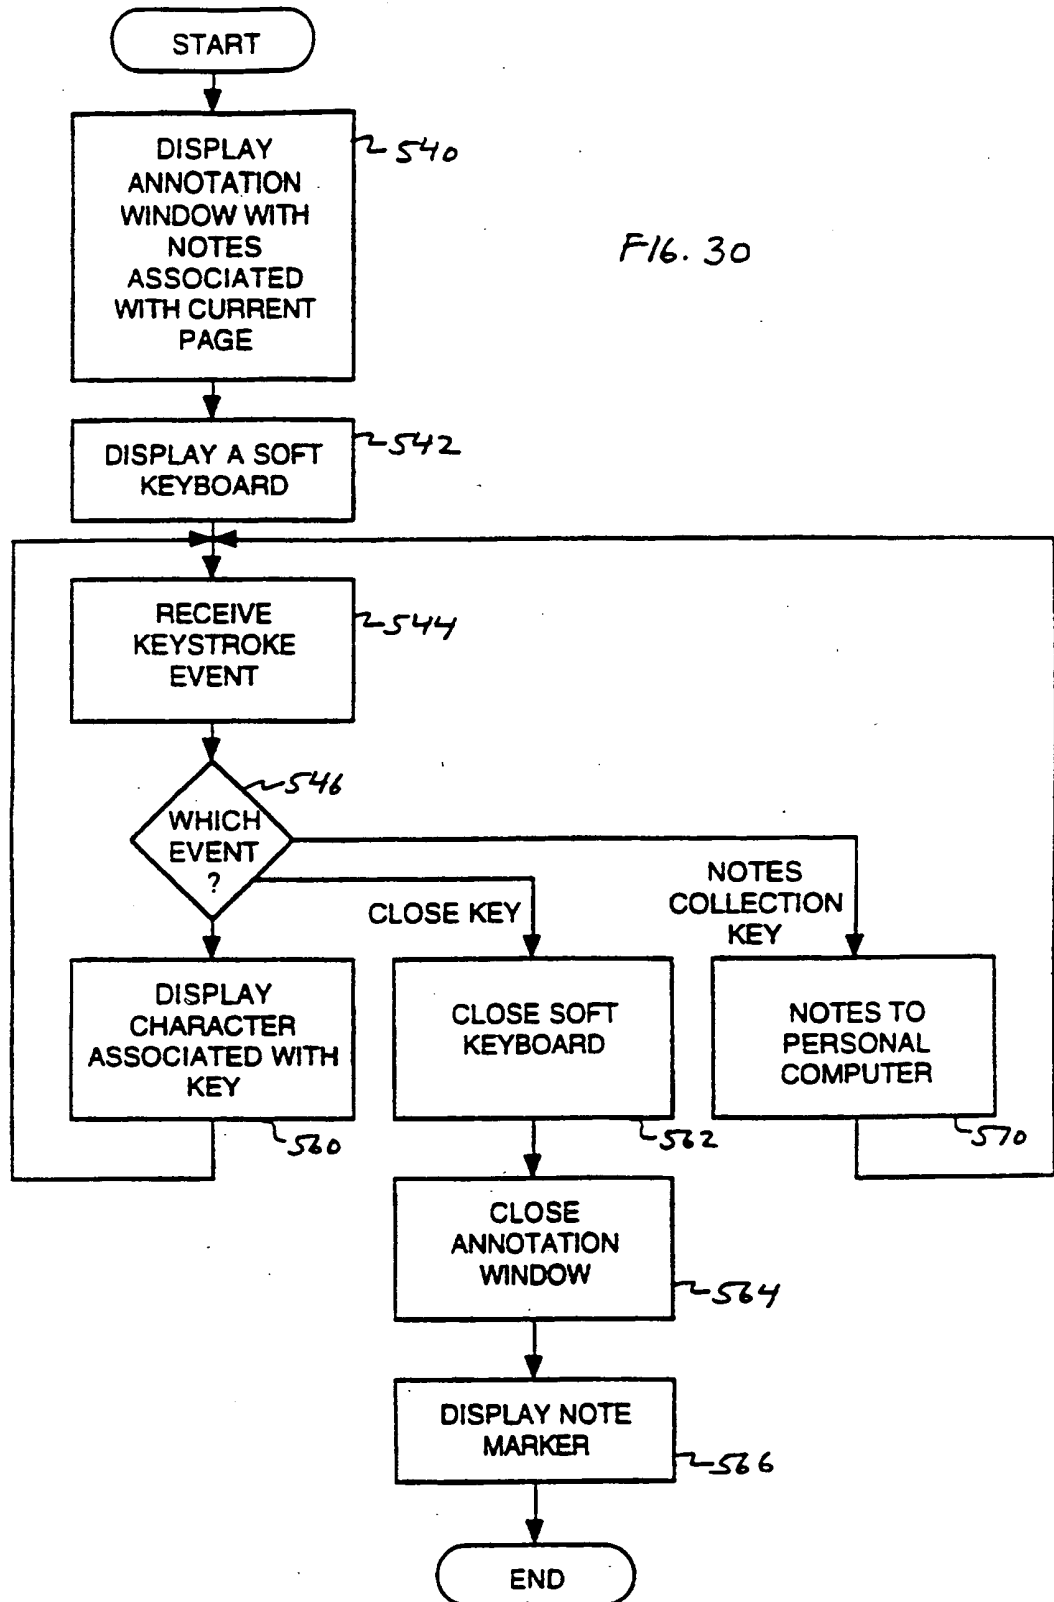 START
DISPLAY
ANNOTATION
WINDOW WITH
NOTES
ASSOCIATED
WITH CURRENT
PAGE
540
FIG. 30
DISPLAY A SOFT
KEYBOARD
542
RECEIVE
KEYSTROKE
EVENT
544
546
WHICH
EVENT
?
CLOSE KEY
NOTES
COLLECTION
KEY
DISPLAY
CHARACTER
ASSOCIATED WITH
KEY
560
CLOSE SOFT
KEYBOARD
562
NOTES TO
PERSONAL
COMPUTER
570
CLOSE
ANNOTATION
WINDOW
564
DISPLAY NOTE
MARKER
566
END